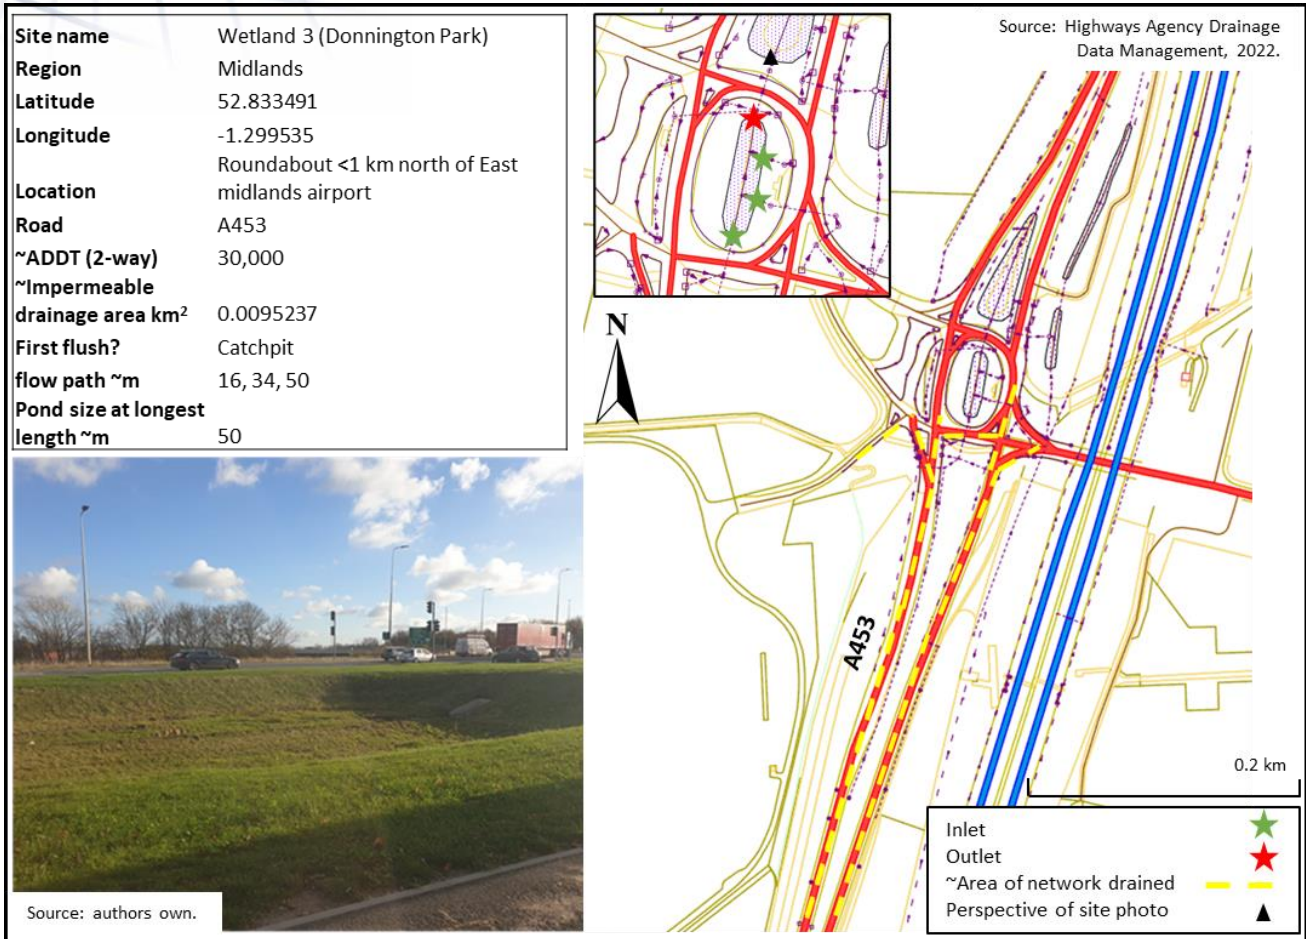 Site name Wetland 3 (Donnington Park)
Region Midlands
Latitude 52.833491
Longitude -1.299535
Roundabout <1 km north of East
Location midlands airport
Road A453
~ADDT (2-way) 30,000
~Impermeable
drainage area km² 0.0095237
First flush? Catchpit
flow path ~m 16, 34, 50
Pond size at longest
length ~m 50
Source: Highways Agency Drainage
Data Management, 2022.
N
A453
0.2 km
Inlet
Outlet
~Area of network drained
Perspective of site photo
Source: authors own.